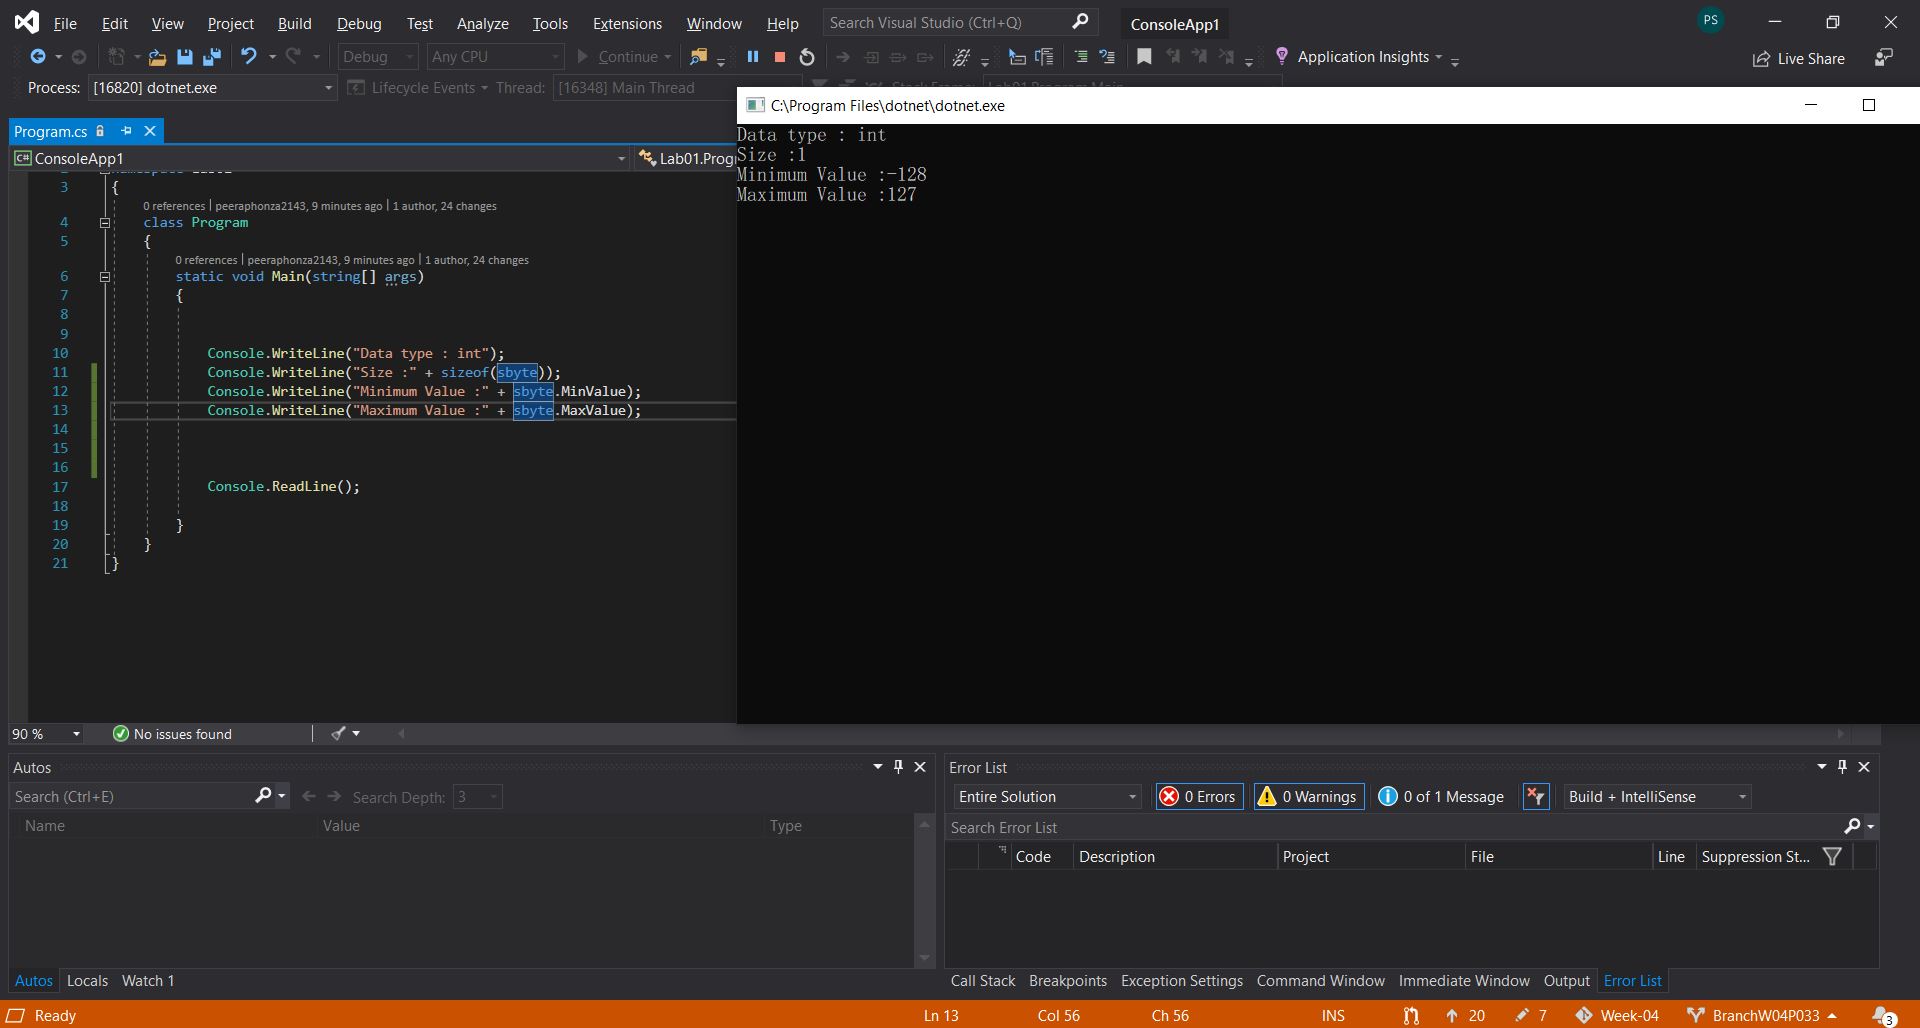 File Edit View Project Build Debug Test Analyze Tools Extensions Window Help Search Visual Studio (Ctrl+Q) ConsoleApp1 PS
Debug Any CPU Continue Application Insights Live Share
Process: [16820] dotnet.exe Lifecycle Events Thread: [16348] Main Thread
C:\Program Files\dotnet\dotnet.exe
Data type : int
Size :1
Minimum Value :-128
Maximum Value :127
Program.cs
C# ConsoleApp1 Lab01.Progr
3 {
0 references | peeraphonza2143, 9 minutes ago | 1 author, 24 changes
4 class Program
5 {
0 references | peeraphonza2143, 9 minutes ago | 1 author, 24 changes
6 static void Main(string[] args)
7 {
8
9
10 Console.WriteLine("Data type : int");
11 Console.WriteLine("Size :" + sizeof(sbyte));
12 Console.WriteLine("Minimum Value :" + sbyte.MinValue);
13 Console.WriteLine("Maximum Value :" + sbyte.MaxValue);
14
15
16
17 Console.ReadLine();
18
19 }
20 }
21 }
90 % No issues found
Autos
Search (Ctrl+E) Search Depth: 3
Name Value Type
Autos Locals Watch 1
Error List
Entire Solution 0 Errors 0 Warnings 0 of 1 Message Build + IntelliSense
Search Error List
Code Description Project File Line Suppression St...
Call Stack Breakpoints Exception Settings Command Window Immediate Window Output Error List
Ready Ln 13 Col 56 Ch 56 INS 20 7 Week-04 BranchW04P033 3